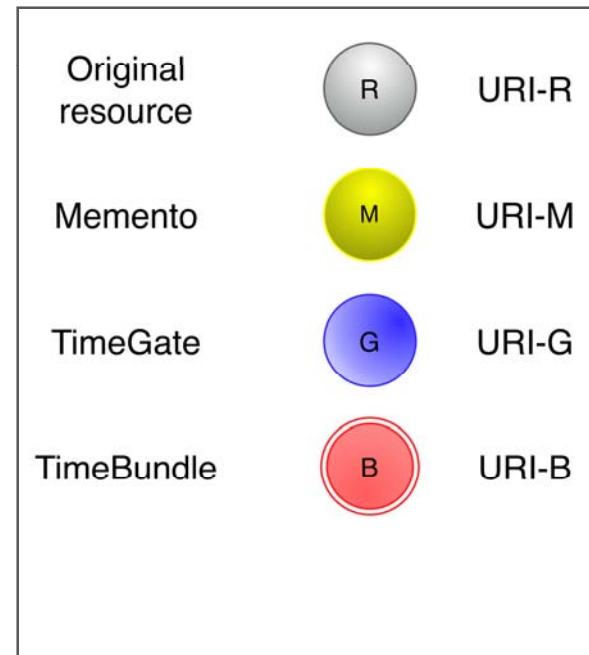 Original
resource
R
URI-R
Memento
M
URI-M
TimeGate
G
URI-G
TimeBundle
B
URI-B